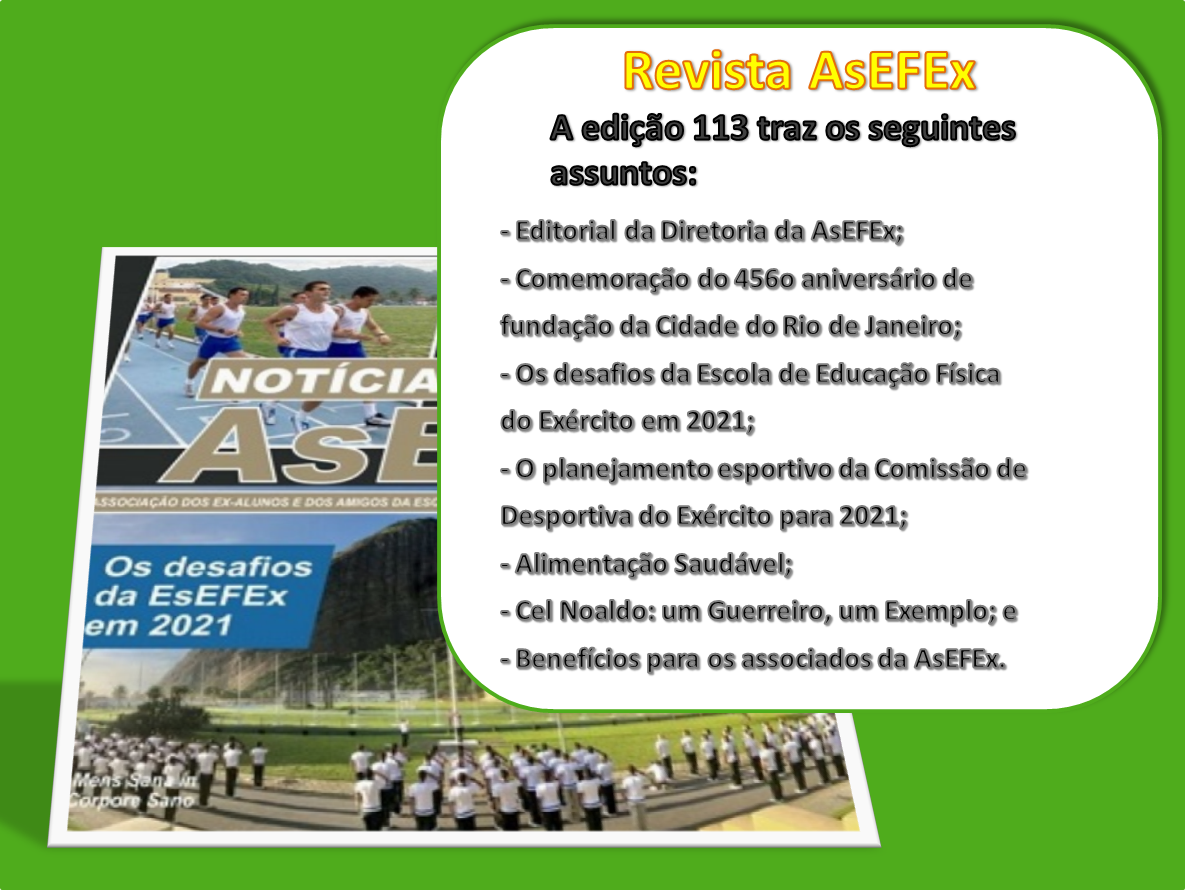 Revista AsEFEx
A edição 113 traz os seguintes
assuntos:
- Editorial da Diretoria da AsEFEx;
- Comemoração do 456o aniversário de
fundação da Cidade do Rio de Janeiro;
- Os desafios da Escola de Educação Física
do Exército em 2021;
- O planejamento esportivo da Comissão de
Desportiva do Exército para 2021;
- Alimentação Saudável;
- Cel Noaldo: um Guerreiro, um Exemplo; e
- Benefícios para os associados da AsEFEx.
NOTÍCIA
AsE
ASSOCIAÇÃO DOS EX-ALUNOS E DOS AMIGOS DA ESC
Os desafios
da EsEFEx
em 2021
Mens Sana in
Corpore Sano